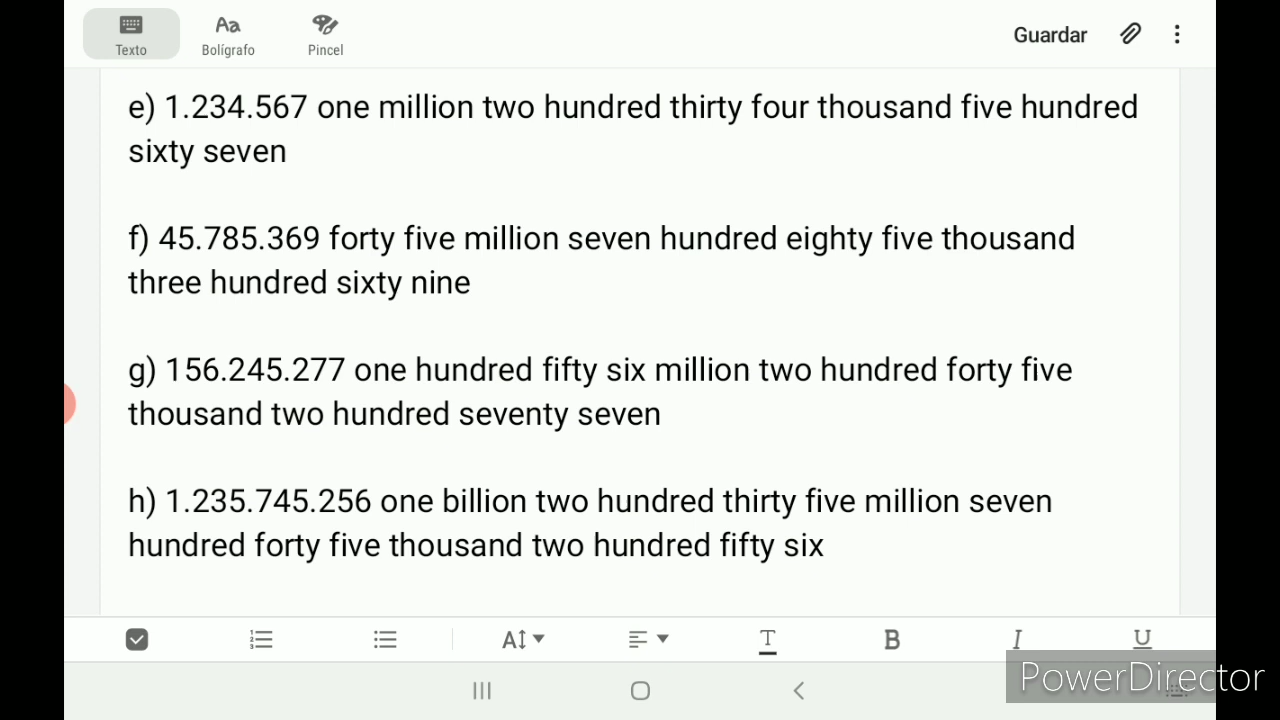 Texto
Bolígrafo
Pincel
Guardar
e) 1.234.567 one million two hundred thirty four thousand five hundred
sixty seven
f) 45.785.369 forty five million seven hundred eighty five thousand
three hundred sixty nine
g) 156.245.277 one hundred fifty six million two hundred forty five
thousand two hundred seventy seven
h) 1.235.745.256 one billion two hundred thirty five million seven
hundred forty five thousand two hundred fifty six
PowerDirector